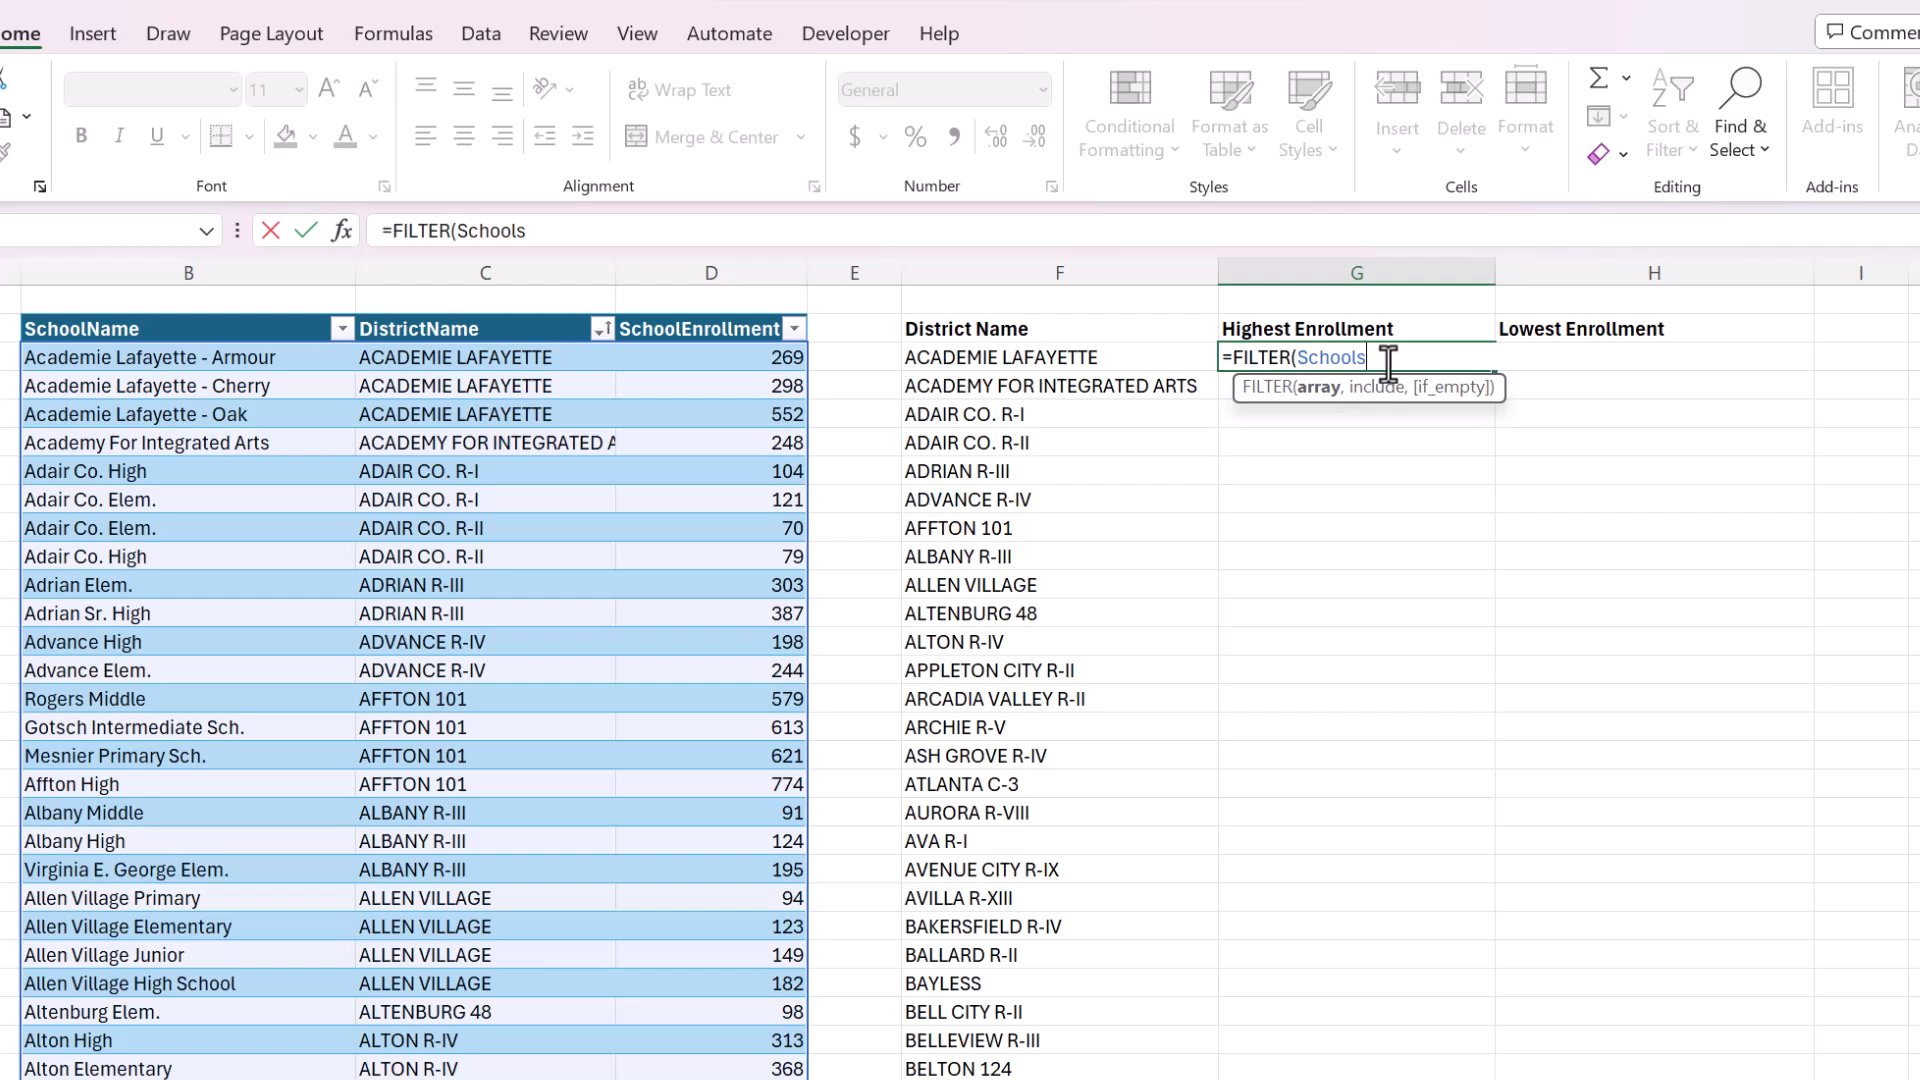 ome Insert Draw Page Layout Formulas Data Review View Automate Developer Help Commen
11 A^ A˅ ab Wrap Text General Σ A Z
B I U A Merge & Center $ % 9 .00 .00
Conditional Formatting Format as Table Cell Styles Insert Delete Format Sort & Filter Find & Select Add-ins Ana D
Font Alignment Number Styles Cells Editing Add-ins
fx =FILTER(Schools
B C D E F G H I
SchoolName DistrictName SchoolEnrollment District Name Highest Enrollment Lowest Enrollment
Academie Lafayette - Armour ACADEMIE LAFAYETTE 269 ACADEMIE LAFAYETTE =FILTER(Schools
Academie Lafayette - Cherry ACADEMIE LAFAYETTE 298 ACADEMY FOR INTEGRATED ARTS FILTER(array, include, [if_empty])
Academie Lafayette - Oak ACADEMIE LAFAYETTE 552 ADAIR CO. R-I
Academy For Integrated Arts ACADEMY FOR INTEGRATED A 248 ADAIR CO. R-II
Adair Co. High ADAIR CO. R-I 104 ADRIAN R-III
Adair Co. Elem. ADAIR CO. R-I 121 ADVANCE R-IV
Adair Co. Elem. ADAIR CO. R-II 70 AFFTON 101
Adair Co. High ADAIR CO. R-II 79 ALBANY R-III
Adrian Elem. ADRIAN R-III 303 ALLEN VILLAGE
Adrian Sr. High ADRIAN R-III 387 ALTENBURG 48
Advance High ADVANCE R-IV 198 ALTON R-IV
Advance Elem. ADVANCE R-IV 244 APPLETON CITY R-II
Rogers Middle AFFTON 101 579 ARCADIA VALLEY R-II
Gotsch Intermediate Sch. AFFTON 101 613 ARCHIE R-V
Mesnier Primary Sch. AFFTON 101 621 ASH GROVE R-IV
Affton High AFFTON 101 774 ATLANTA C-3
Albany Middle ALBANY R-III 91 AURORA R-VIII
Albany High ALBANY R-III 124 AVA R-I
Virginia E. George Elem. ALBANY R-III 195 AVENUE CITY R-IX
Allen Village Primary ALLEN VILLAGE 94 AVILLA R-XIII
Allen Village Elementary ALLEN VILLAGE 123 BAKERSFIELD R-IV
Allen Village Junior ALLEN VILLAGE 149 BALLARD R-II
Allen Village High School ALLEN VILLAGE 182 BAYLESS
Altenburg Elem. ALTENBURG 48 98 BELL CITY R-II
Alton High ALTON R-IV 313 BELLEVIEW R-III
Alton Elementary ALTON R-IV 368 BELTON 124